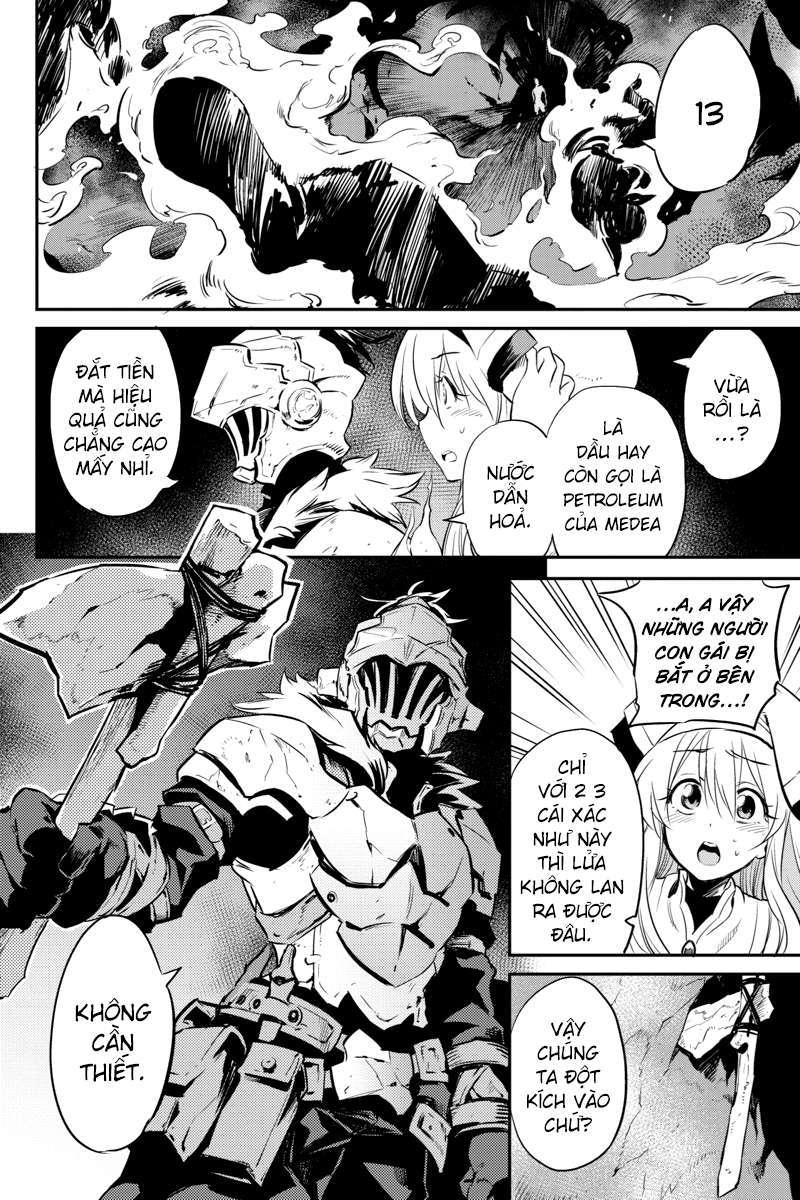 13
VỪA
RỒI LÀ
...?
LÀ
DẦU HAY
CÒN GỌI LÀ
PETROLEUM
CỦA MEDEA
NƯỚC
DẪN
HOẢ.
ĐẮT TIỀN
MÀ HIỆU
QUẢ CŨNG
CHẲNG CAO
MẤY NHỈ.
...A, A VẬY
NHỮNG NGƯỜI
CON GÁI BỊ
BẮT Ở BÊN
TRONG...!
CHỈ
VỚI 2 3
CÁI XÁC
NHƯ NÀY
THÌ LỬA
KHÔNG LAN
RA ĐƯỢC
ĐÂU.
VẬY
CHÚNG
TA ĐỘT
KÍCH VÀO
CHỨ?
KHÔNG
CẦN
THIẾT.